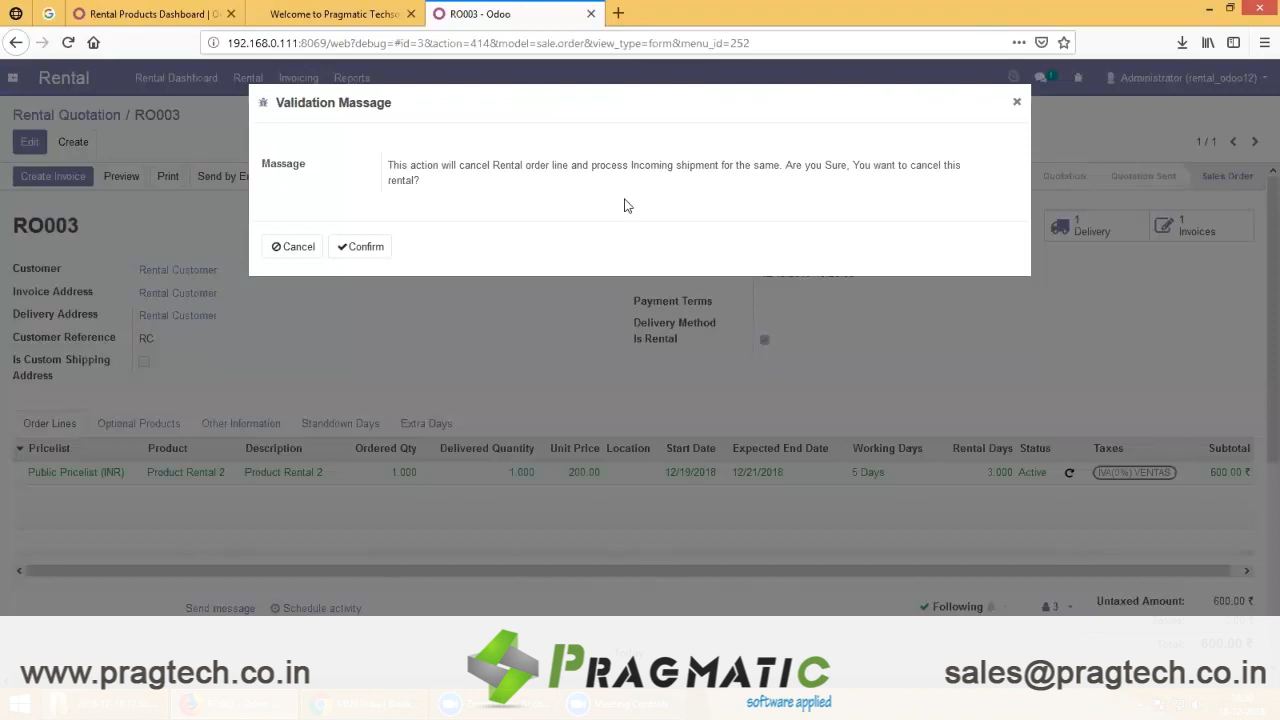 Rental Products Dashboard | O
Welcome to Pragmatic Techso
RO003 - Odoo
192.168.0.111:8069/web?debug=#id=3&action=414&model=sale.order&view_type=form&menu_id=252
Rental
Rental Dashboard Rental Invoicing Reports
1
Administrator (rental_odoo12)
Validation Massage
Rental Quotation / RO003
Edit Create
1 / 1
Massage
This action will cancel Rental order line and process Incoming shipment for the same. Are you Sure, You want to cancel this
rental?
Create Invoice Preview Print Send by E
Quotation Quotation Sent Sales Order
RO003
1
Delivery
1
Invoices
Cancel Confirm
Customer Rental Customer
Invoice Address Rental Customer
Payment Terms
Delivery Address Rental Customer
Delivery Method
Customer Reference RC
Is Rental
Is Custom Shipping
Address
Order Lines Optional Products Other Information Standdown Days Extra Days
Pricelist Product Description Ordered Qty Delivered Quantity Unit Price Location Start Date Expected End Date Working Days Rental Days Status Taxes Subtotal
Public Pricelist (INR) Product Rental 2 Product Rental 2 1.000 1.000 200.00 12/19/2018 12/21/2018 5 Days 3.000 Active IVA(0%) VENTAS 600.00 ₹
Send message Schedule activity
Following 3
Untaxed Amount: 600.00 ₹
Total: 600.00 ₹
www.pragtech.co.in
PRAGMATIC
software applied
sales@pragtech.co.in